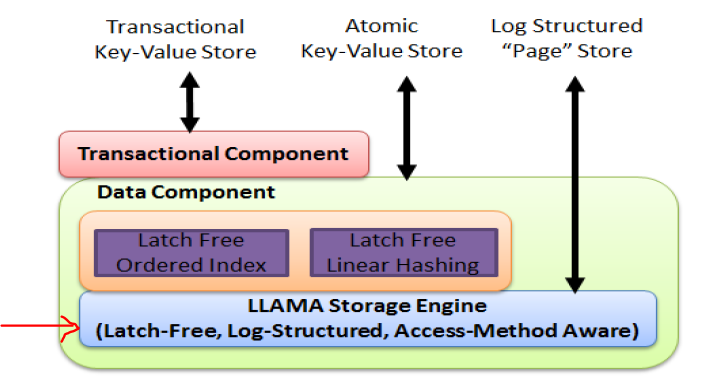 Transactional
Key-Value Store
Atomic
Key-Value Store
Log Structured
“Page” Store
Transactional Component
Data Component
Latch Free
Ordered Index
Latch Free
Linear Hashing
LLAMA Storage Engine
(Latch-Free, Log-Structured, Access-Method Aware)